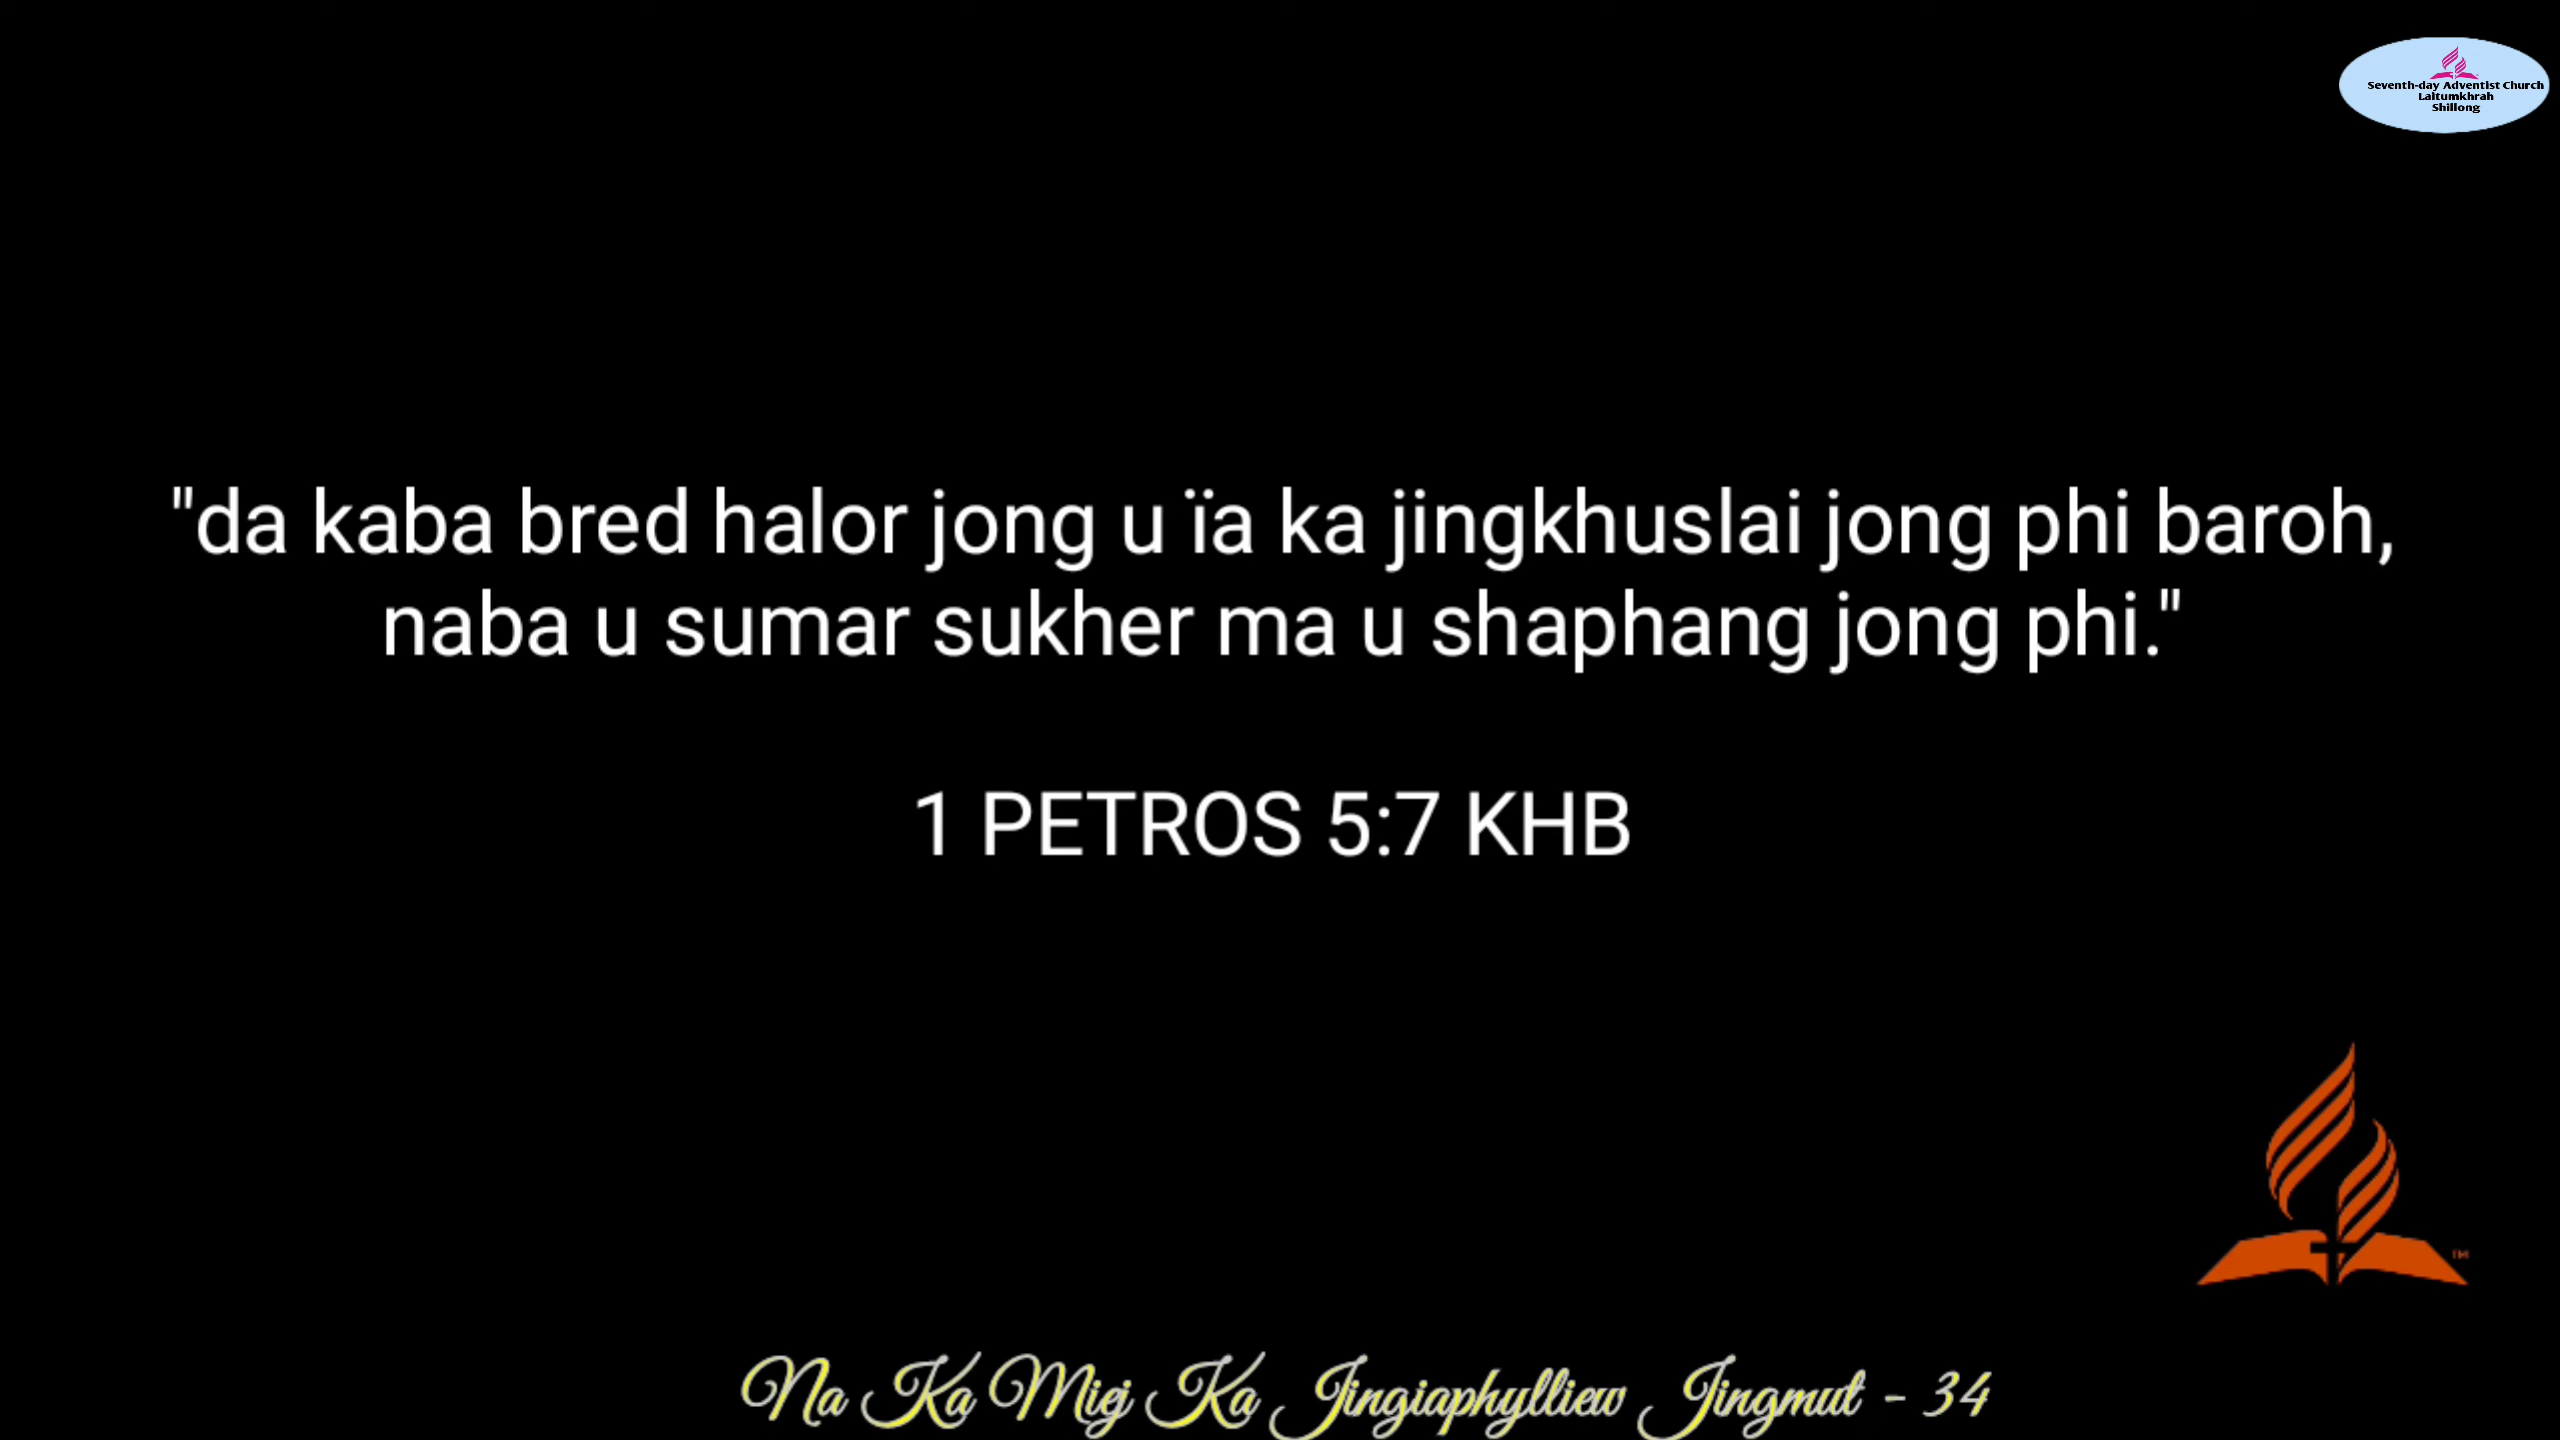 Seventh-day Adventist Church
Laitumkhrah
Shillong
"da kaba bred halor jong u ïa ka jingkhuslai jong phi baroh,
naba u sumar sukher ma u shaphang jong phi."
1 PETROS 5:7 KHB
TM
Na Ka Miej Ka Jingiaphylliew Jingmut - 34